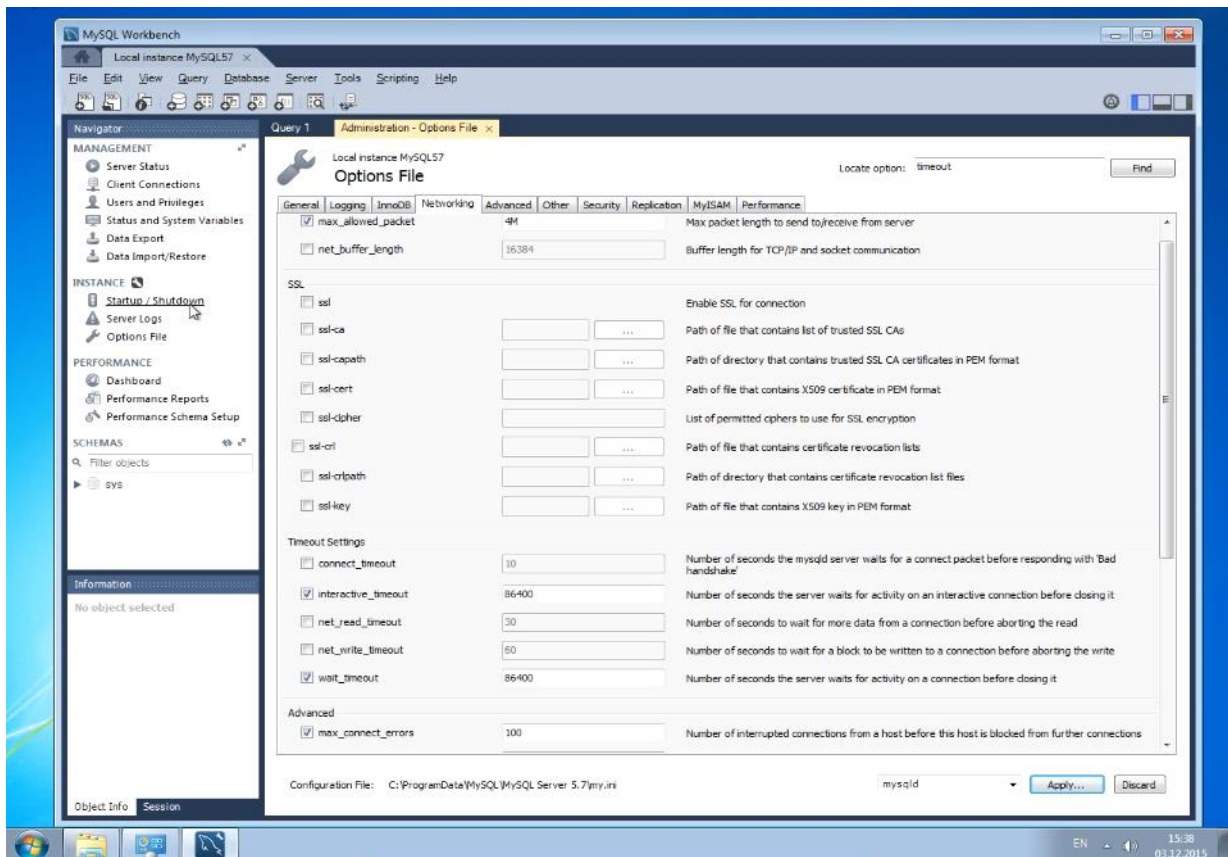 MySQL Workbench
Local instance MySQL57
File Edit View Query Database Server Tools Scripting Help
Navigator
MANAGEMENT
Server Status
Client Connections
Users and Privileges
Status and System Variables
Data Export
Data Import/Restore
INSTANCE
Startup / Shutdown
Server Logs
Options File
PERFORMANCE
Dashboard
Performance Reports
Performance Schema Setup
SCHEMAS
Filter objects
sys
Information
No object selected
Object Info Session
Query 1 Administration - Options File
Local instance MySQL57
Options File
Locate option: timeout Find
General Logging InnoDB Networking Advanced Other Security Replication MyISAM Performance
max_allowed_packet 4M Max packet length to send to/receive from server
net_buffer_length 16384 Buffer length for TCP/IP and socket communication
SSL
ssl Enable SSL for connection
ssl-ca ... Path of file that contains list of trusted SSL CAs
ssl-capath ... Path of directory that contains trusted SSL CA certificates in PEM format
ssl-cert ... Path of file that contains X509 certificate in PEM format
ssl-cipher List of permitted ciphers to use for SSL encryption
ssl-crl ... Path of file that contains certificate revocation lists
ssl-crlpath ... Path of directory that contains certificate revocation list files
ssl-key ... Path of file that contains X509 key in PEM format
Timeout Settings
connect_timeout 10 Number of seconds the mysqld server waits for a connect packet before responding with 'Bad
handshake'
interactive_timeout 86400 Number of seconds the server waits for activity on an interactive connection before closing it
net_read_timeout 30 Number of seconds to wait for more data from a connection before aborting the read
net_write_timeout 60 Number of seconds to wait for a block to be written to a connection before aborting the write
wait_timeout 86400 Number of seconds the server waits for activity on a connection before closing it
Advanced
max_connect_errors 100 Number of interrupted connections from a host before this host is blocked from further connections
Configuration File: C:\ProgramData\MySQL\MySQL Server 5.7\my.ini mysqld Apply... Discard
EN 15:38
03.12.2015